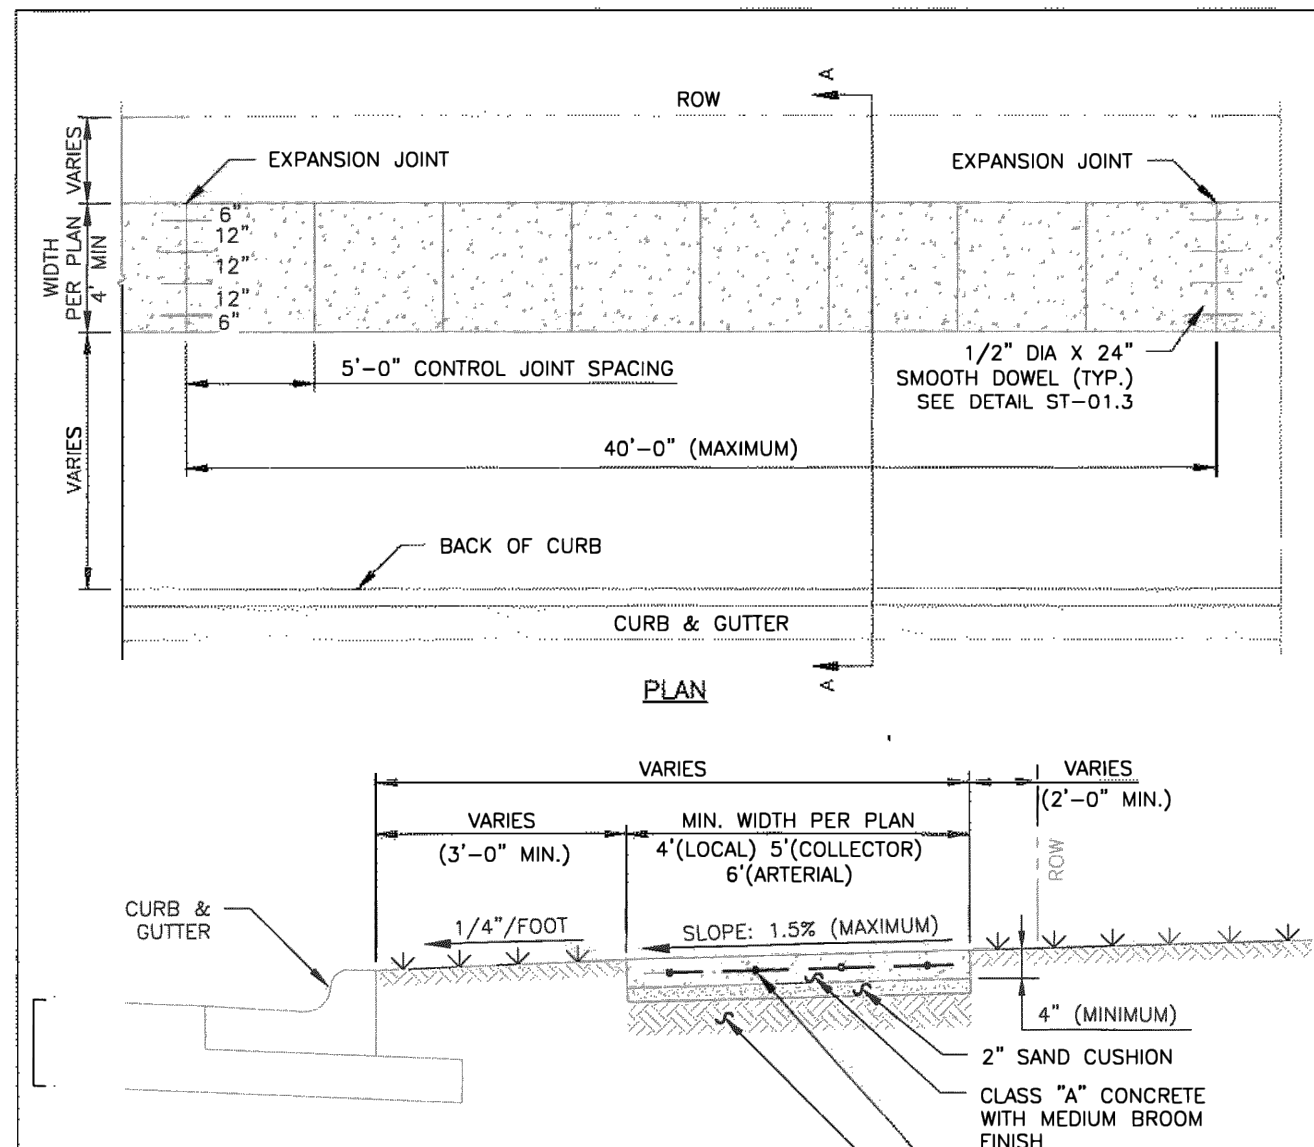 A
ROW
EXPANSION JOINT
EXPANSION JOINT
VARIES
WIDTH
PER PLAN
4' MIN
6"
12"
12"
12"
6"
5'-0" CONTROL JOINT SPACING
1/2" DIA X 24"
SMOOTH DOWEL (TYP.)
SEE DETAIL ST-01.3
40'-0" (MAXIMUM)
VARIES
BACK OF CURB
CURB & GUTTER
A
PLAN
VARIES
VARIES
(2'-0" MIN.)
VARIES
(3'-0" MIN.)
MIN. WIDTH PER PLAN
4'(LOCAL) 5'(COLLECTOR)
6'(ARTERIAL)
ROW
CURB &
GUTTER
1/4"/FOOT
SLOPE: 1.5% (MAXIMUM)
4" (MINIMUM)
2" SAND CUSHION
CLASS "A" CONCRETE
WITH MEDIUM BROOM
FINISH